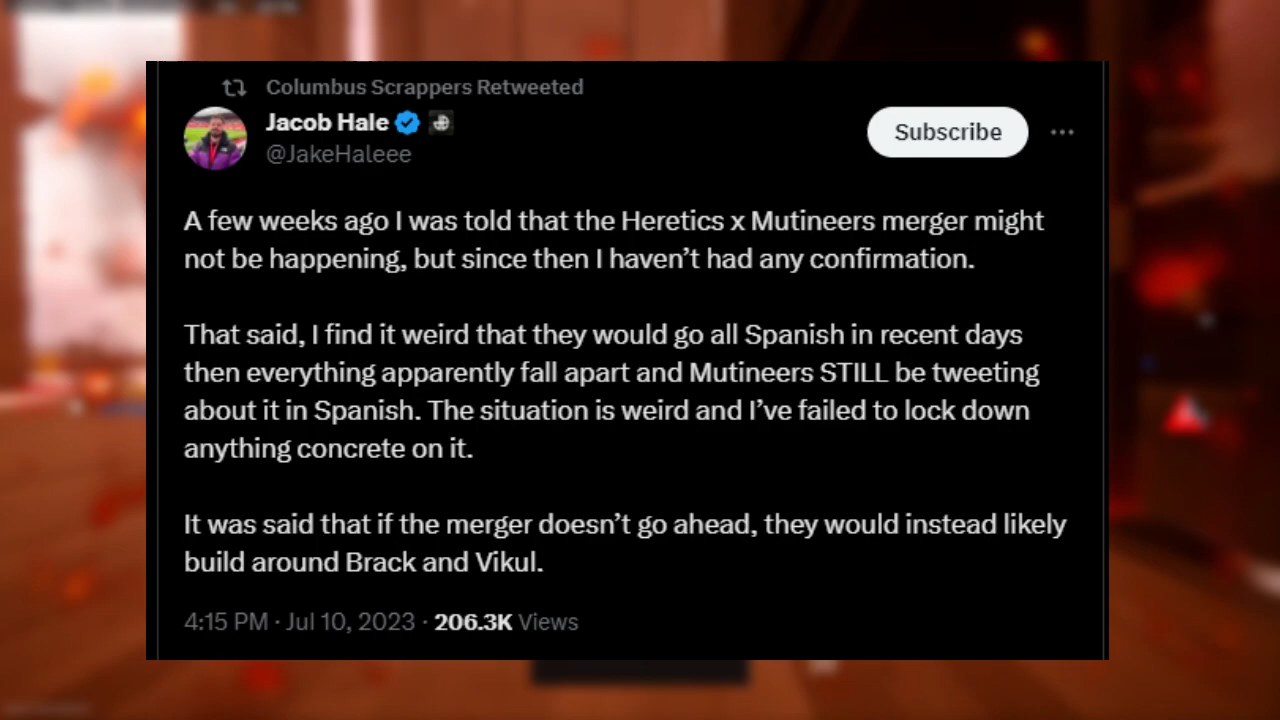 Columbus Scrappers Retweeted
Jacob Hale
@JakeHaleee
Subscribe
A few weeks ago I was told that the Heretics x Mutineers merger might
not be happening, but since then I haven’t had any confirmation.
That said, I find it weird that they would go all Spanish in recent days
then everything apparently fall apart and Mutineers STILL be tweeting
about it in Spanish. The situation is weird and I’ve failed to lock down
anything concrete on it.
It was said that if the merger doesn’t go ahead, they would instead likely
build around Brack and Vikul.
4:15 PM · Jul 10, 2023 · 206.3K Views